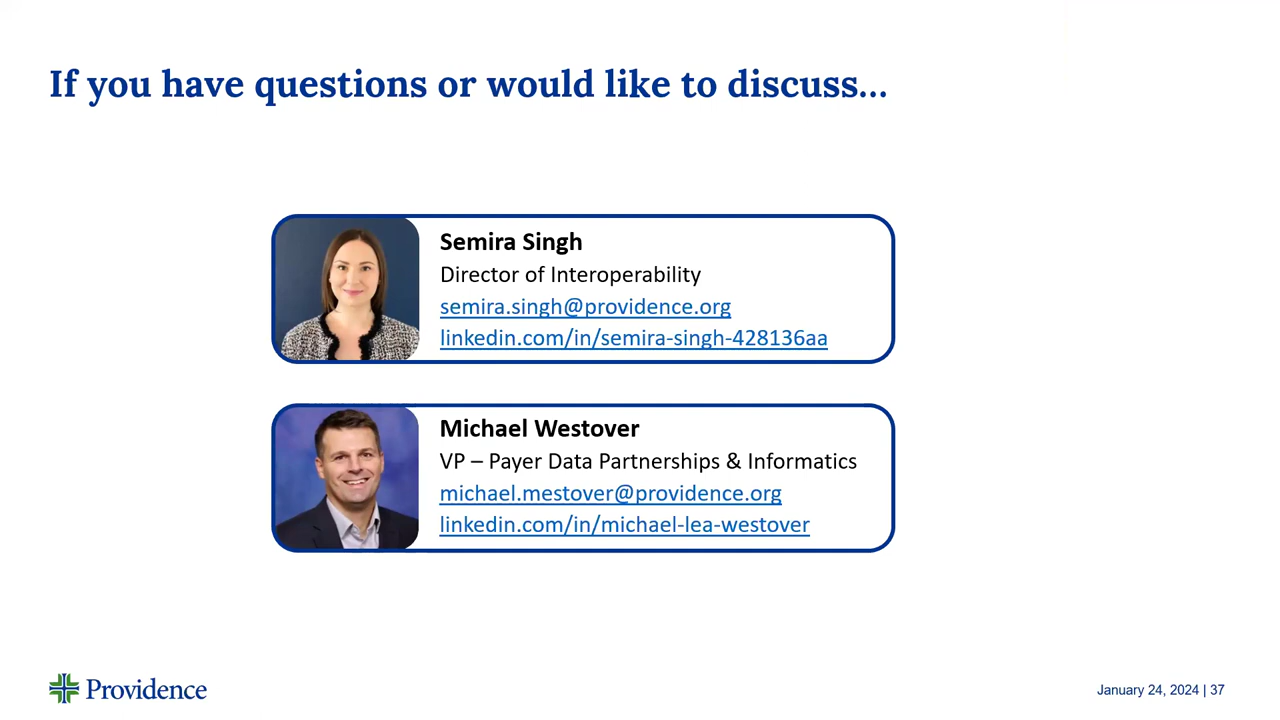 If you have questions or would like to discuss...
Semira Singh
Director of Interoperability
semira.singh@providence.org
linkedin.com/in/semira-singh-428136aa
Michael Westover
VP – Payer Data Partnerships & Informatics
michael.mestover@providence.org
linkedin.com/in/michael-lea-westover
Providence
January 24, 2024 | 37